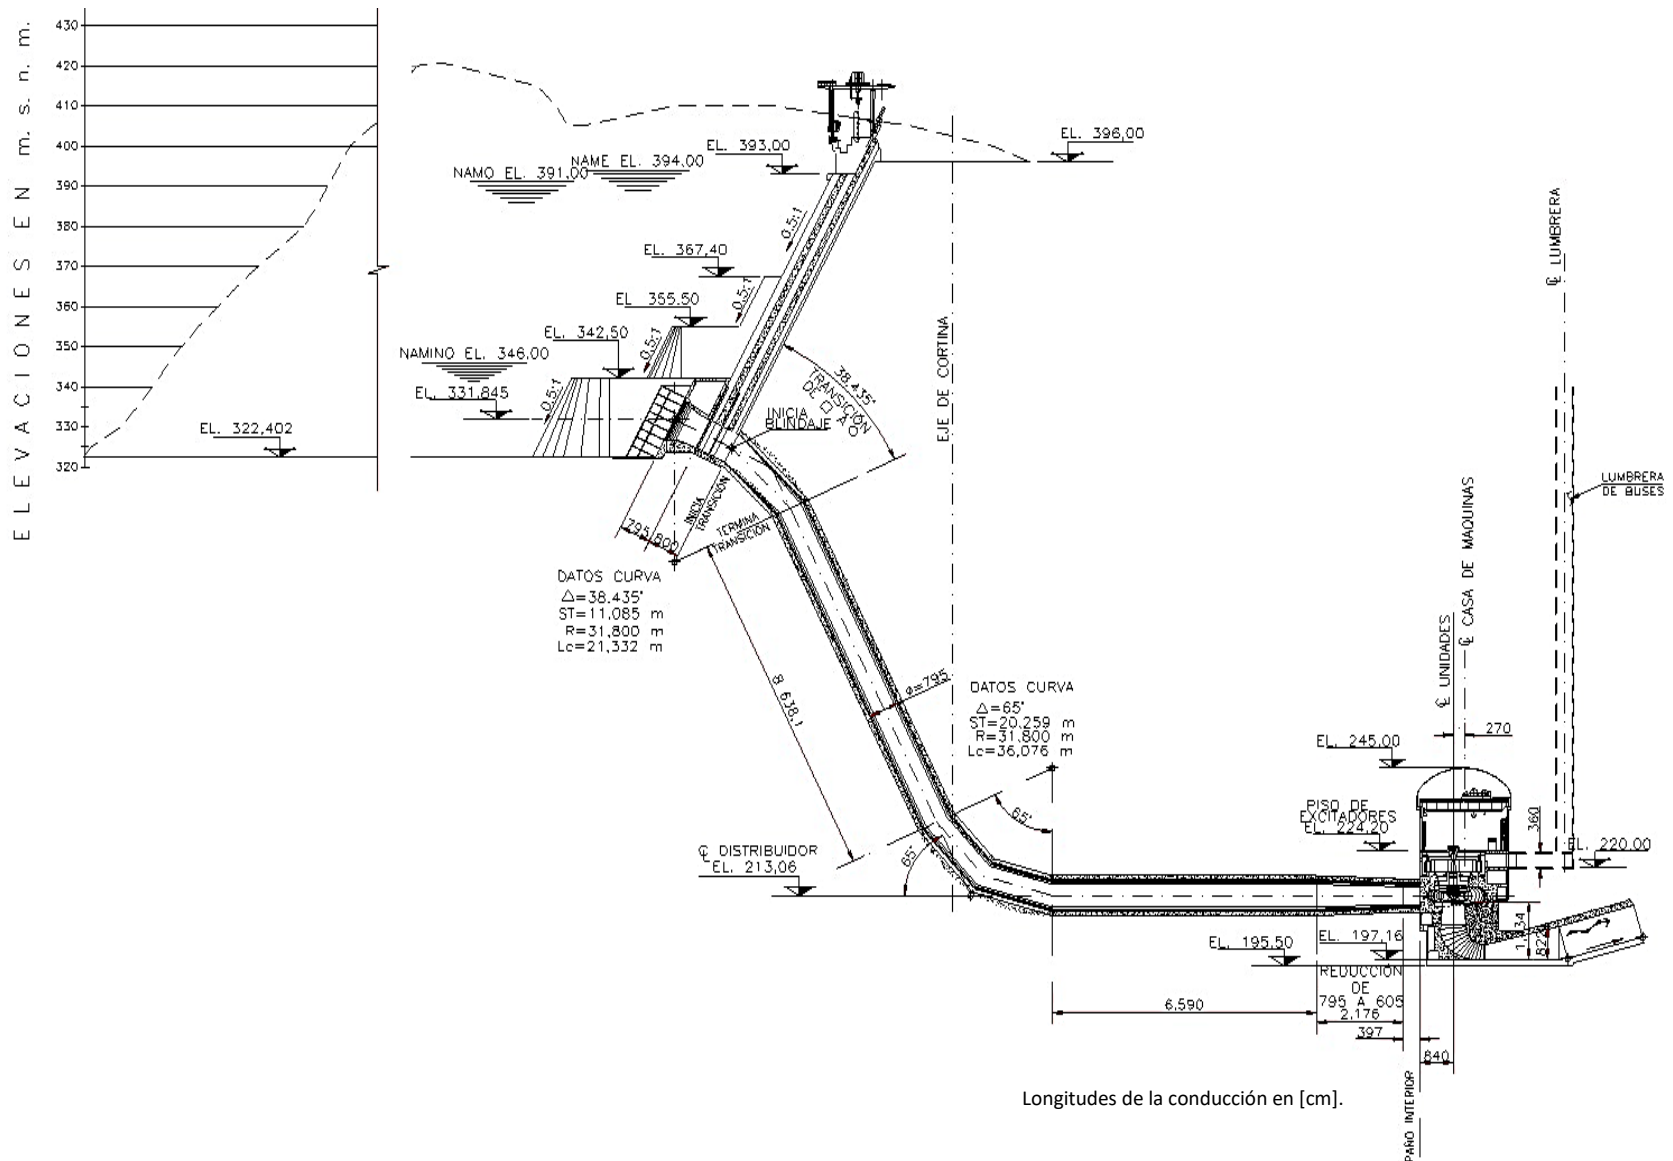 ELEVACIONES EN m. s. n. m.
430
420
410
400
390
380
370
360
350
340
330
320
EL. 396,00
EL. 393,00
NAME EL. 394,00
NAMO EL. 391,00
0.5:1
EL. 367,40
0.5:1
EL. 355.50
0.5:1
EL. 342,50
NAMINO EL. 346,00
EL. 331,845
0.5:1
EL. 322,402
38.435°
TRANSICIÓN
DE □ A O
INICIA
BLINDAJE
EJE DE CORTINA
℄ LUMBRERA
LUMBRERA
DE BUSES
INICIA
TRANSICIÓN
TERMINA
TRANSICIÓN
795
800
DATOS CURVA
△=38.435°
ST=11.085 m
R=31.800 m
Lc=21,332 m
8 638.1
ø=795
DATOS CURVA
△=65°
ST=20.259 m
R=31.800 m
Lc=36,076 m
65°
65°
℄ UNIDADES
℄ CASA DE MAQUINAS
270
EL. 245.00
PISO DE
EXCITADORES
EL. 224.20
360
EL. 220.00
℄ DISTRIBUIDOR
EL. 213,06
EL. 195.50
EL. 197,16
1,134
822
REDUCCIÓN
DE
795 A 605
2.176
6.590
397
840
PAÑO INTERIOR
Longitudes de la conducción en [cm].